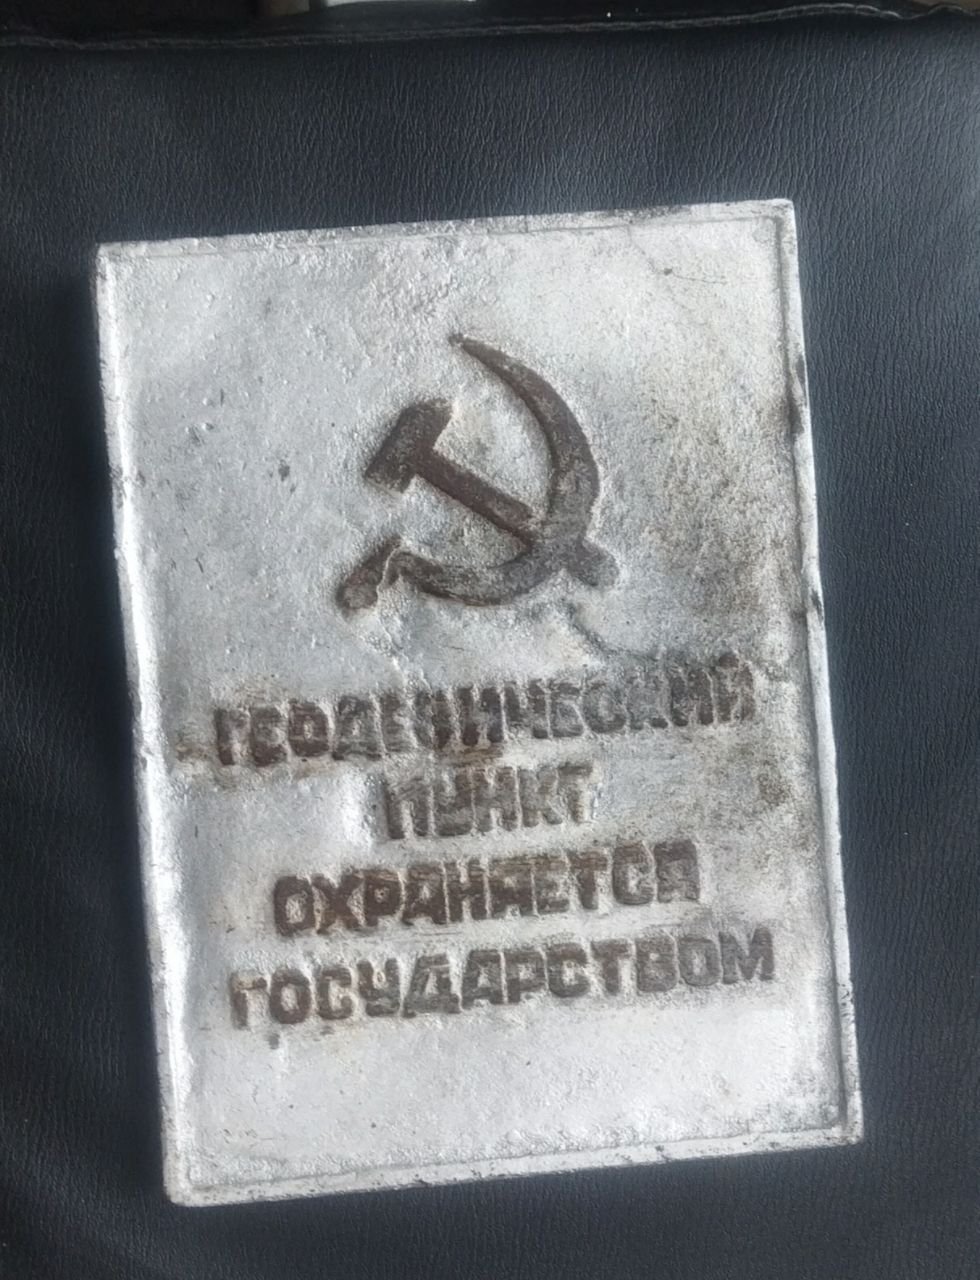 ГЕОДЕЗИЧЕСКИЙ
ПУНКТ
ОХРАНЯЕТСЯ
ГОСУДАРСТВОМ